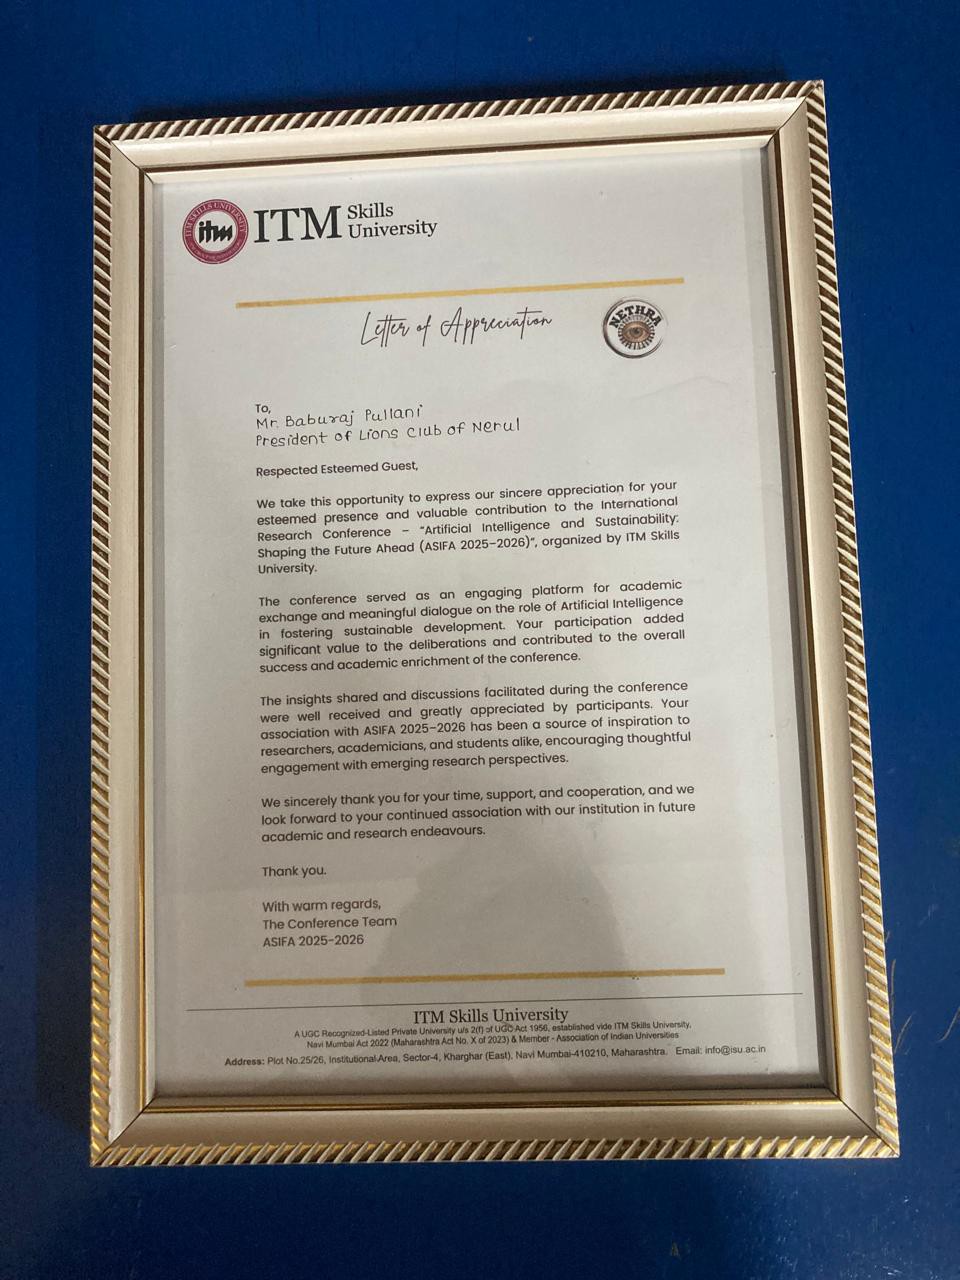 ITM SKILLS UNIVERSITY
itm
ITM Skills
University
Letter of Appreciation
NETHRA
To,
Mr. Baburaj Pullani
President of Lions Club of Nerul
Respected Esteemed Guest,
We take this opportunity to express our sincere appreciation for your
esteemed presence and valuable contribution to the International
Research Conference – "Artificial Intelligence and Sustainability:
Shaping the Future Ahead (ASIFA 2025-2026)", organized by ITM Skills
University.
The conference served as an engaging platform for academic
exchange and meaningful dialogue on the role of Artificial Intelligence
in fostering sustainable development. Your participation added
significant value to the deliberations and contributed to the overall
success and academic enrichment of the conference.
The insights shared and discussions facilitated during the conference
were well received and greatly appreciated by participants. Your
association with ASIFA 2025-2026 has been a source of inspiration to
researchers, academicians, and students alike, encouraging thoughtful
engagement with emerging research perspectives.
We sincerely thank you for your time, support, and cooperation, and we
look forward to your continued association with our institution in future
academic and research endeavours.
Thank you.
With warm regards,
The Conference Team
ASIFA 2025-2026
ITM Skills University
A UGC Recognized-Listed Private University u/s 2(f) of UGC Act 1956, established vide ITM Skills University,
Navi Mumbai Act 2022 (Maharashtra Act No. X of 2023) & Member - Association of Indian Universities
Address: Plot No.25/26, Institutional Area, Sector-4, Kharghar (East), Navi Mumbai-410210, Maharashtra. Email: info@isu.ac.in